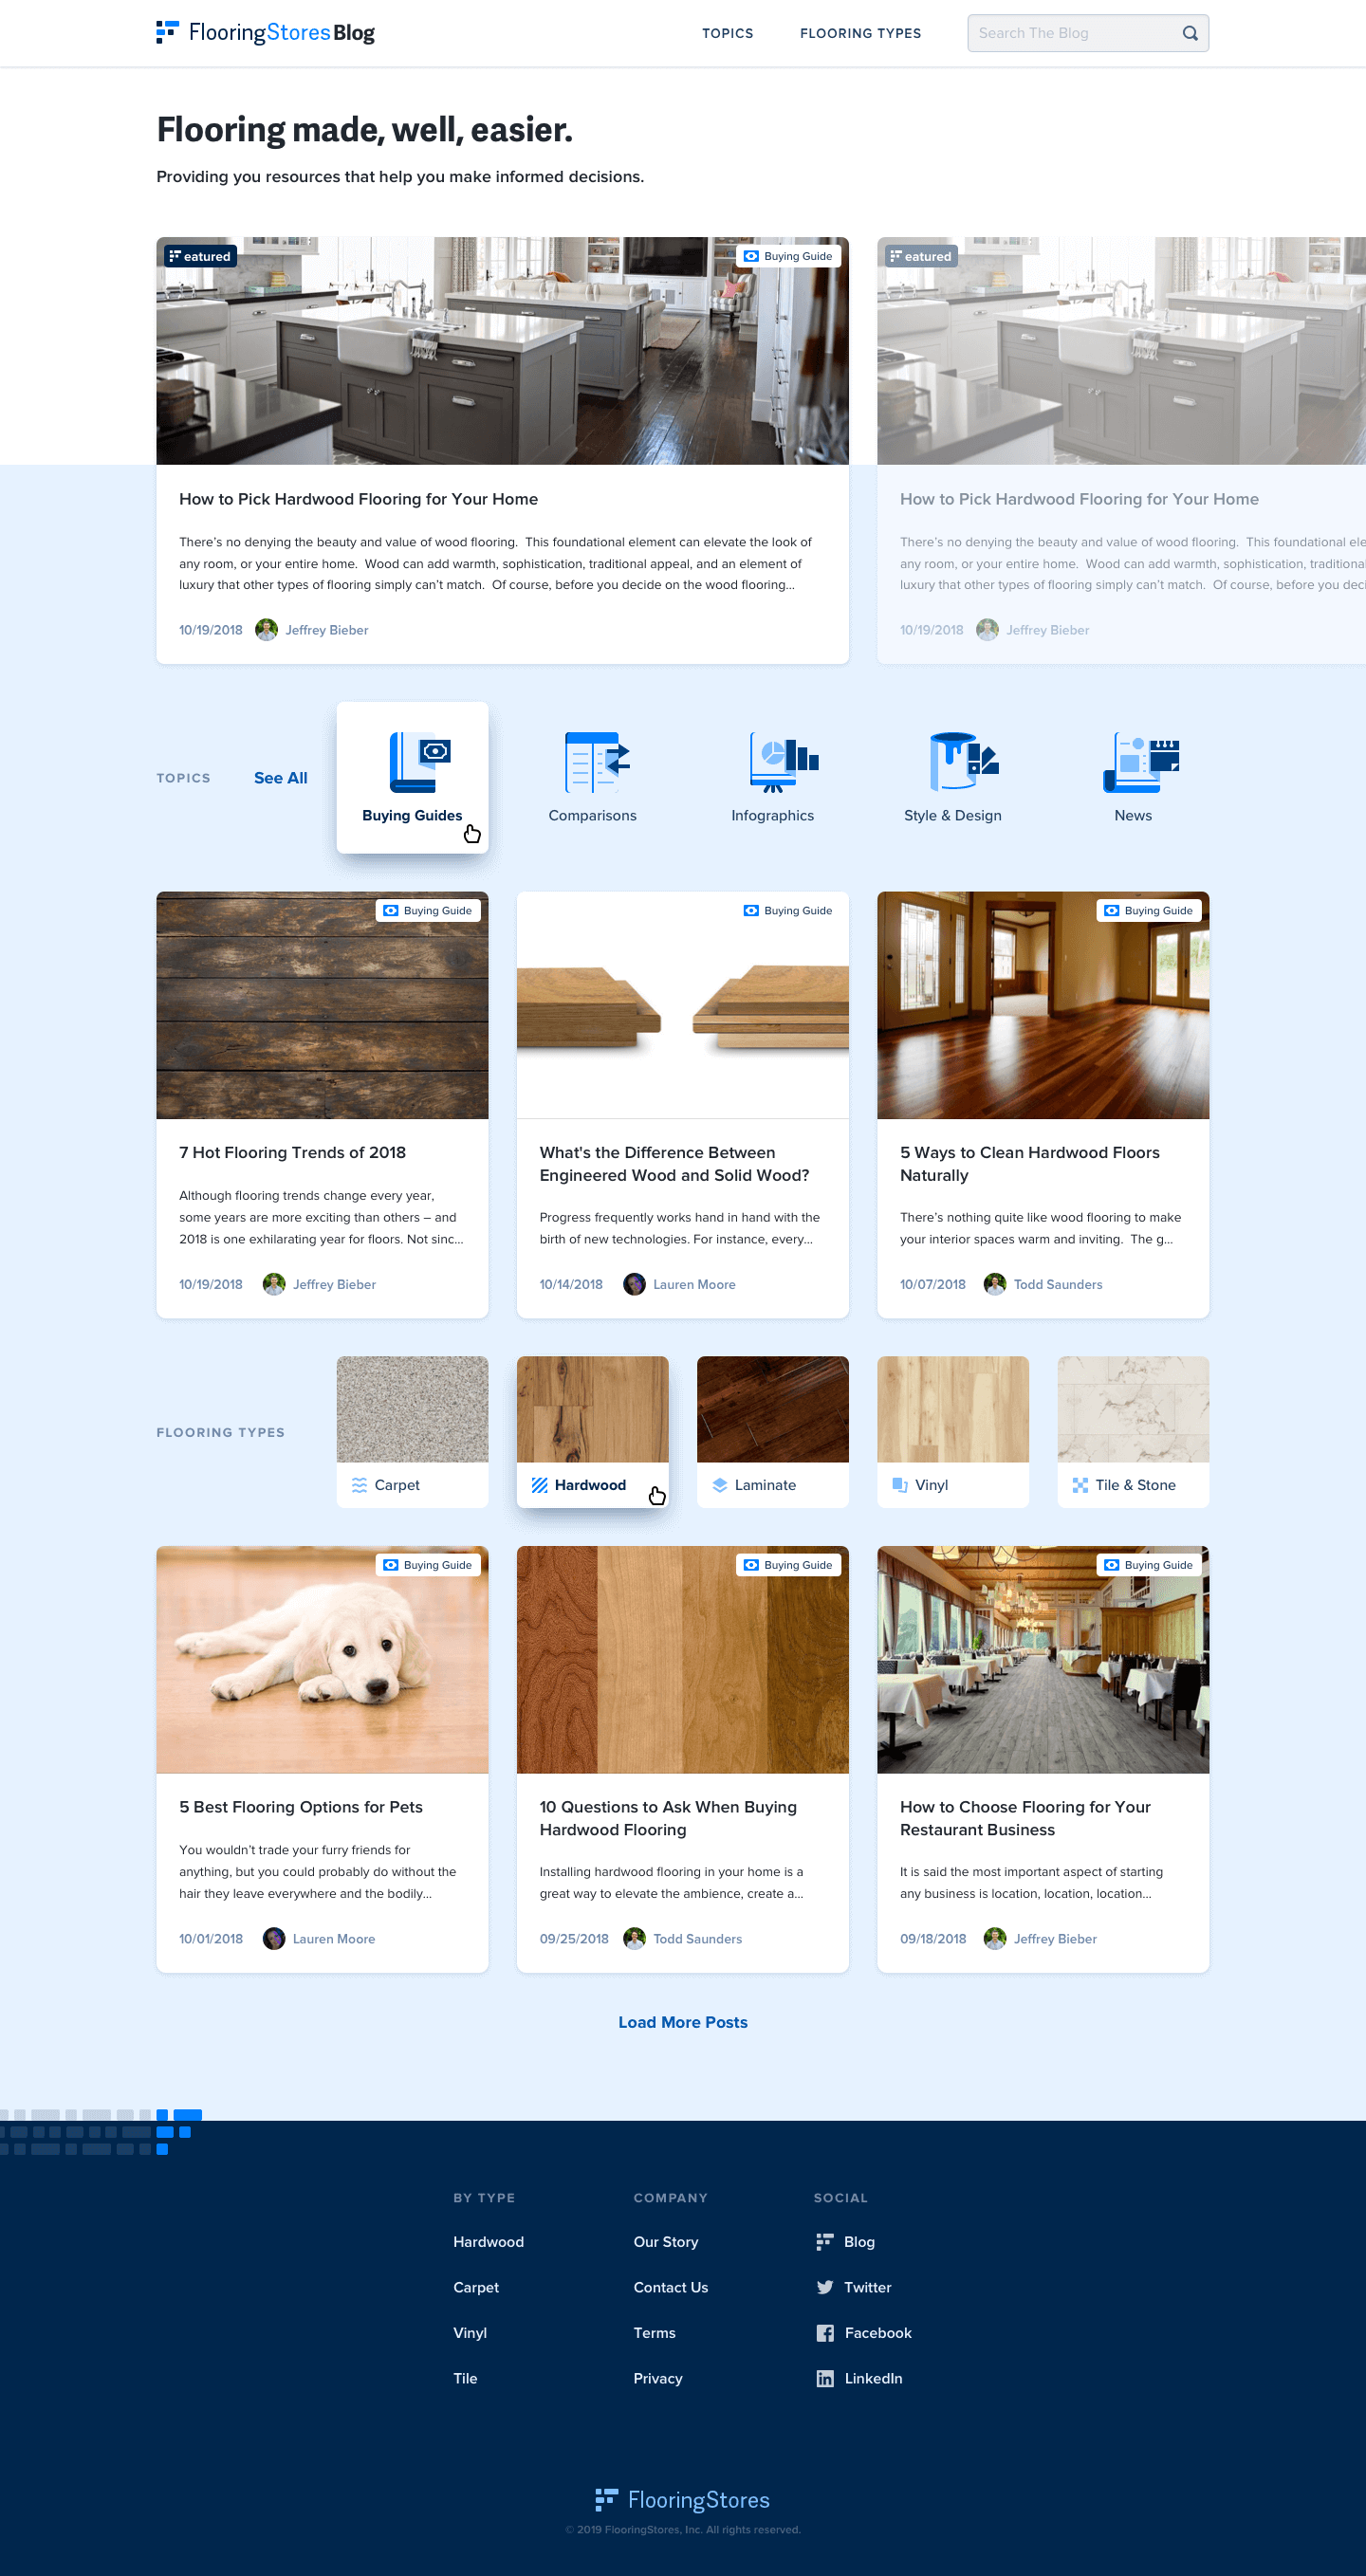 FlooringStores Blog
TOPICS
FLOORING TYPES
Search The Blog
Flooring made, well, easier.
Providing you resources that help you make informed decisions.
eatured
Buying Guide
How to Pick Hardwood Flooring for Your Home
There’s no denying the beauty and value of wood flooring.  This foundational element can elevate the look of
any room, or your entire home.  Wood can add warmth, sophistication, traditional appeal, and an element of
luxury that other types of flooring simply can’t match.  Of course, before you decide on the wood flooring...
10/19/2018 Jeffrey Bieber
eatured
How to Pick Hardwood Flooring for Your Home
There’s no denying the beauty and value of wood flooring.  This foundational ele
any room, or your entire home.  Wood can add warmth, sophistication, traditional
luxury that other types of flooring simply can’t match.  Of course, before you deci
10/19/2018 Jeffrey Bieber
TOPICS
See All
Buying Guides
Comparisons
Infographics
Style & Design
News
Buying Guide
7 Hot Flooring Trends of 2018
Although flooring trends change every year,
some years are more exciting than others – and
2018 is one exhilarating year for floors. Not sinc...
10/19/2018 Jeffrey Bieber
Buying Guide
What's the Difference Between
Engineered Wood and Solid Wood?
Progress frequently works hand in hand with the
birth of new technologies. For instance, every...
10/14/2018 Lauren Moore
Buying Guide
5 Ways to Clean Hardwood Floors
Naturally
There’s nothing quite like wood flooring to make
your interior spaces warm and inviting.  The g...
10/07/2018 Todd Saunders
FLOORING TYPES
Carpet
Hardwood
Laminate
Vinyl
Tile & Stone
Buying Guide
5 Best Flooring Options for Pets
You wouldn’t trade your furry friends for
anything, but you could probably do without the
hair they leave everywhere and the bodily...
10/01/2018 Lauren Moore
Buying Guide
10 Questions to Ask When Buying
Hardwood Flooring
Installing hardwood flooring in your home is a
great way to elevate the ambience, create a...
09/25/2018 Todd Saunders
Buying Guide
How to Choose Flooring for Your
Restaurant Business
It is said the most important aspect of starting
any business is location, location, location...
09/18/2018 Jeffrey Bieber
Load More Posts
BY TYPE
Hardwood
Carpet
Vinyl
Tile
COMPANY
Our Story
Contact Us
Terms
Privacy
SOCIAL
Blog
Twitter
Facebook
LinkedIn
FlooringStores
© 2019 FlooringStores, Inc. All rights reserved.